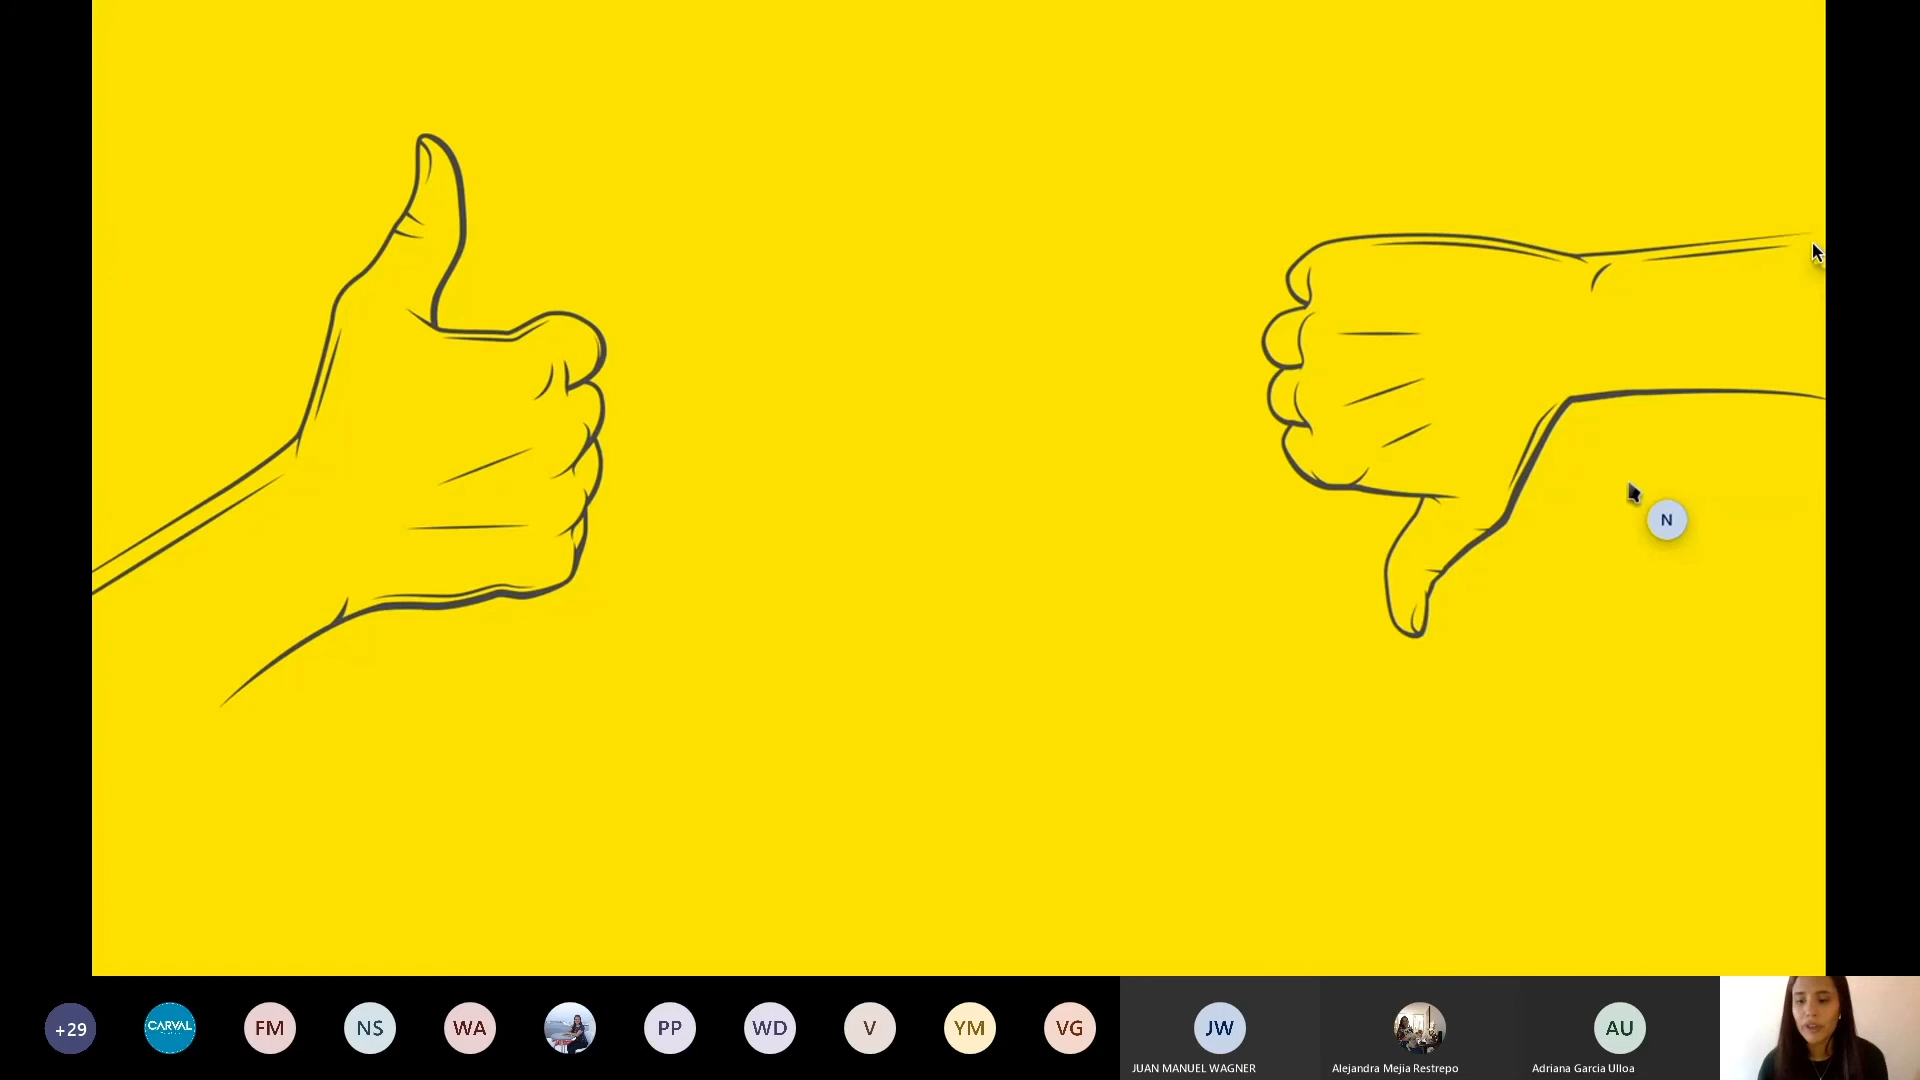 N
+29
CARVAL
FM
NS
WA
PP
WD
V
YM
VG
JW
AU
JUAN MANUEL WAGNER
Alejandra Mejia Restrepo
Adriana Garcia Ulloa